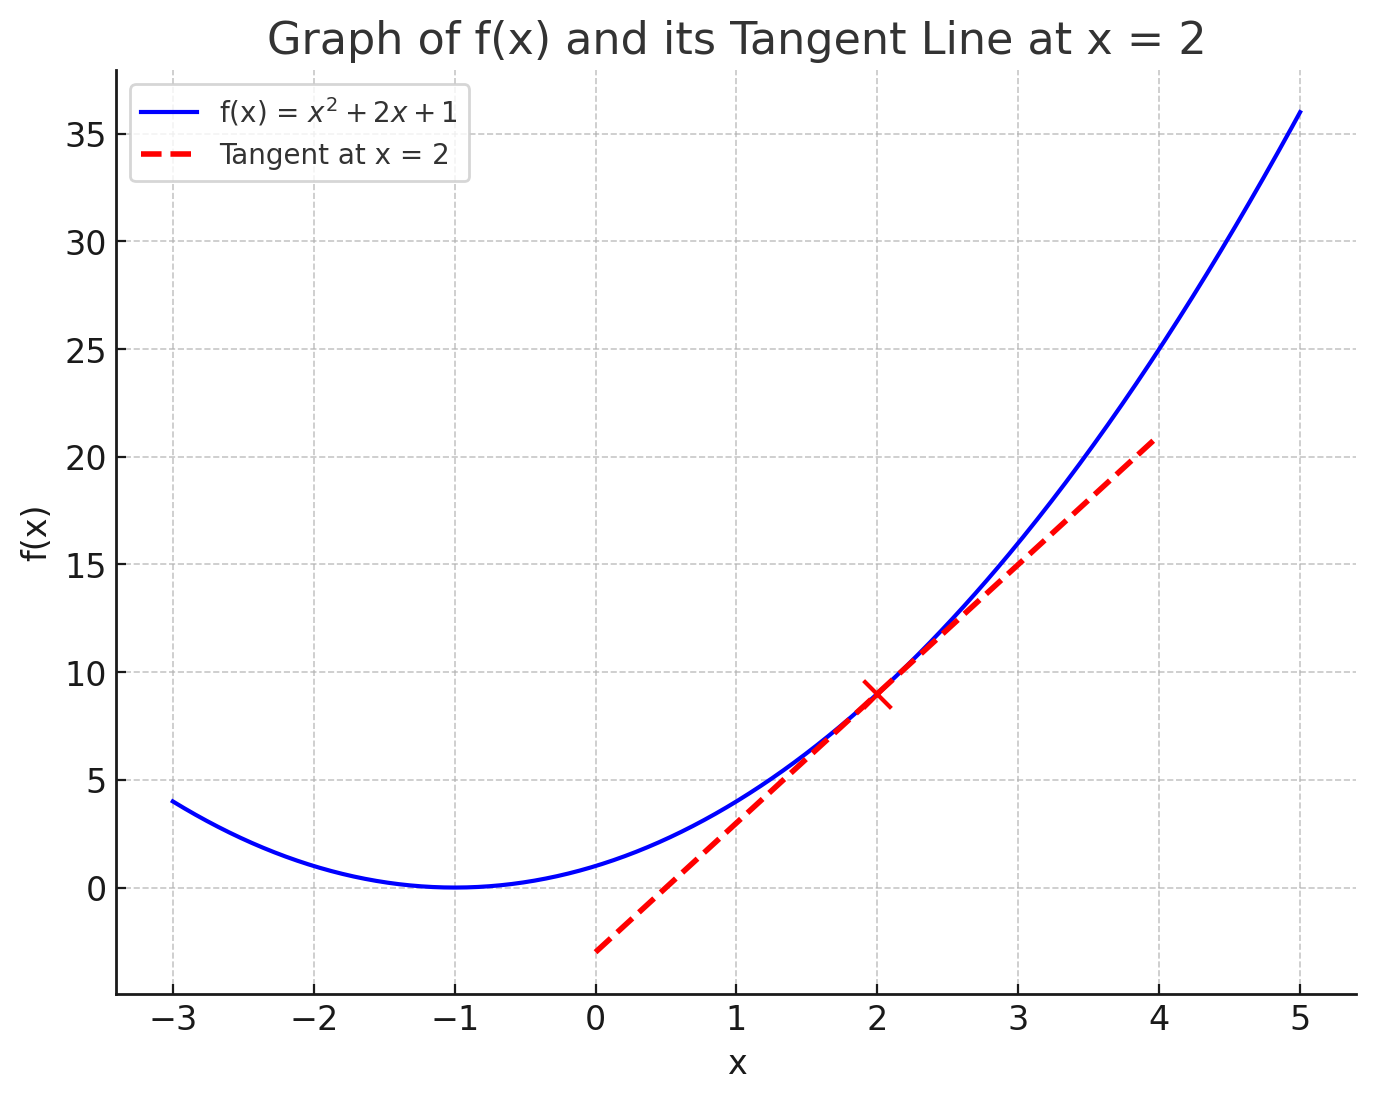 Graph of f(x) and its Tangent Line at x = 2
f(x) = x² + 2x + 1
Tangent at x = 2
35
30
25
20
15
10
5
0
f(x)
−3 −2 −1 0 1 2 3 4 5
x